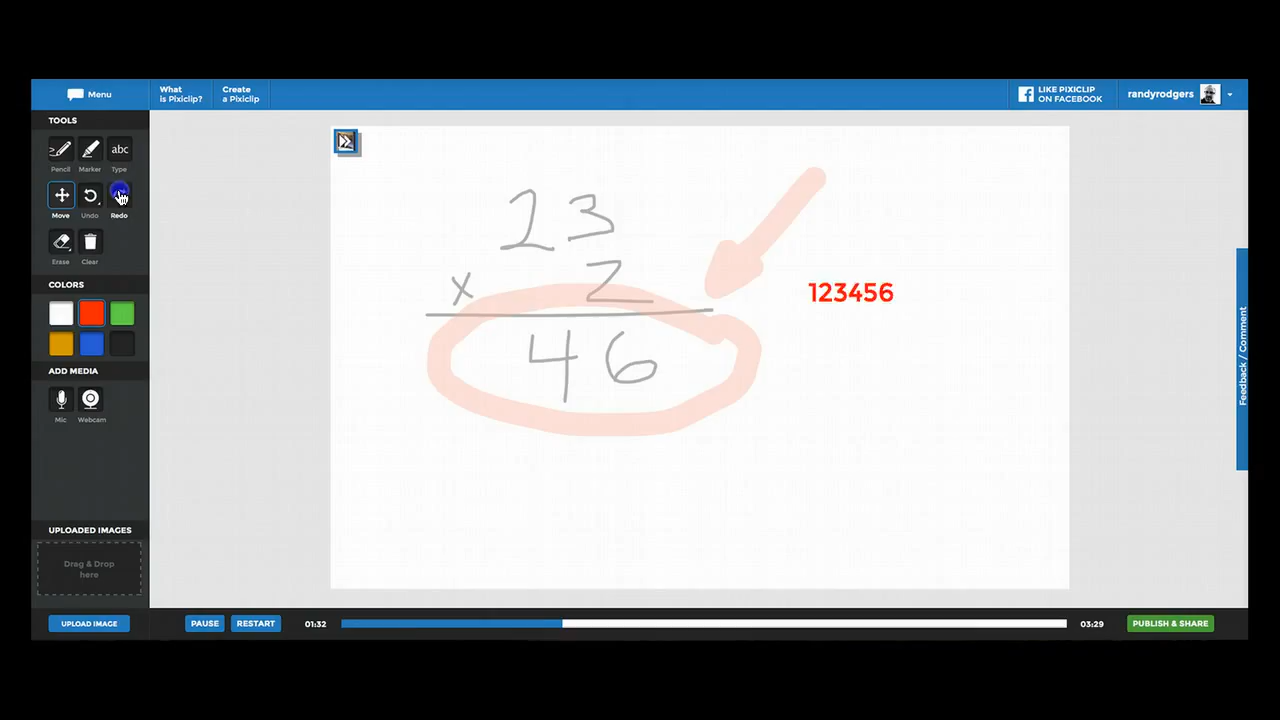 Menu
What is Pixiclip?
Create a Pixiclip
LIKE PIXICLIP ON FACEBOOK
randyrodgers
TOOLS
Pencil
Marker
abc
Type
Move
Undo
Redo
Erase
Clear
COLORS
ADD MEDIA
Mic
Webcam
UPLOADED IMAGES
Drag & Drop here
UPLOAD IMAGE
23
x 2
46
123456
Feedback / Comment
PAUSE
RESTART
01:32
03:29
PUBLISH & SHARE